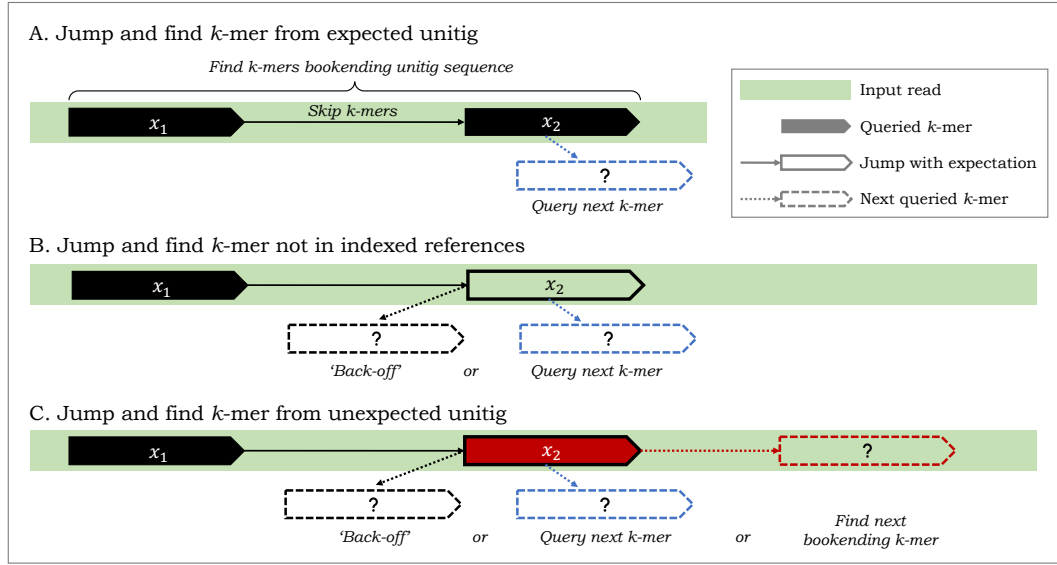 A. Jump and find k-mer from expected unitig
Find k-mers bookending unitig sequence
x₁
Skip k-mers
x₂
?
Query next k-mer
Input read
Queried k-mer
Jump with expectation
Next queried k-mer
B. Jump and find k-mer not in indexed references
x₁
x₂
?
?
‘Back-off’
or
Query next k-mer
C. Jump and find k-mer from unexpected unitig
x₁
x₂
?
?
?
‘Back-off’
or
Query next k-mer
or
Find next
bookending k-mer